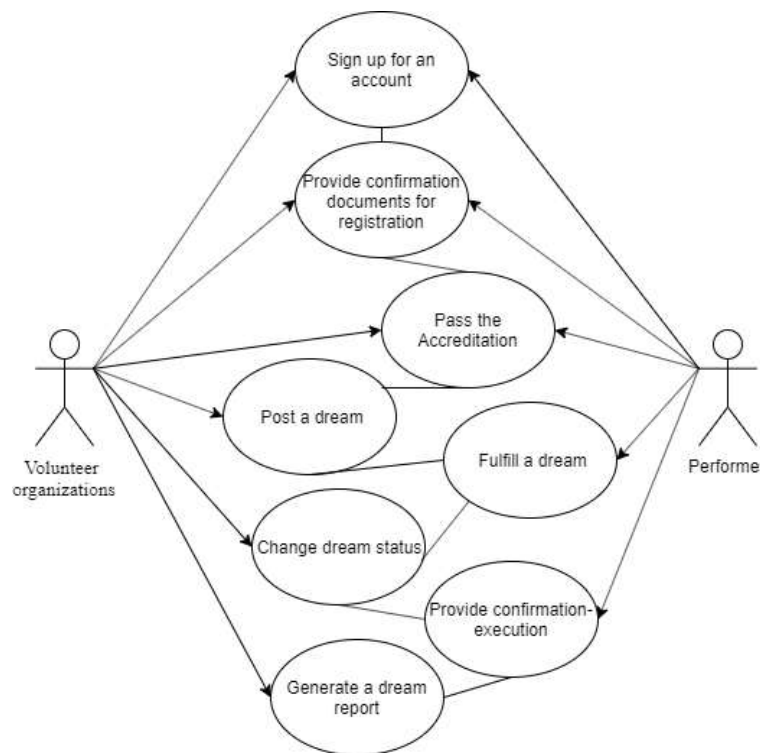 Sign up for an
account
Provide confirmation
documents for
registration
Pass the
Accreditation
Post a dream
Fulfill a dream
Volunteer
organizations
Performe
Change dream status
Provide confirmation-
execution
Generate a dream
report